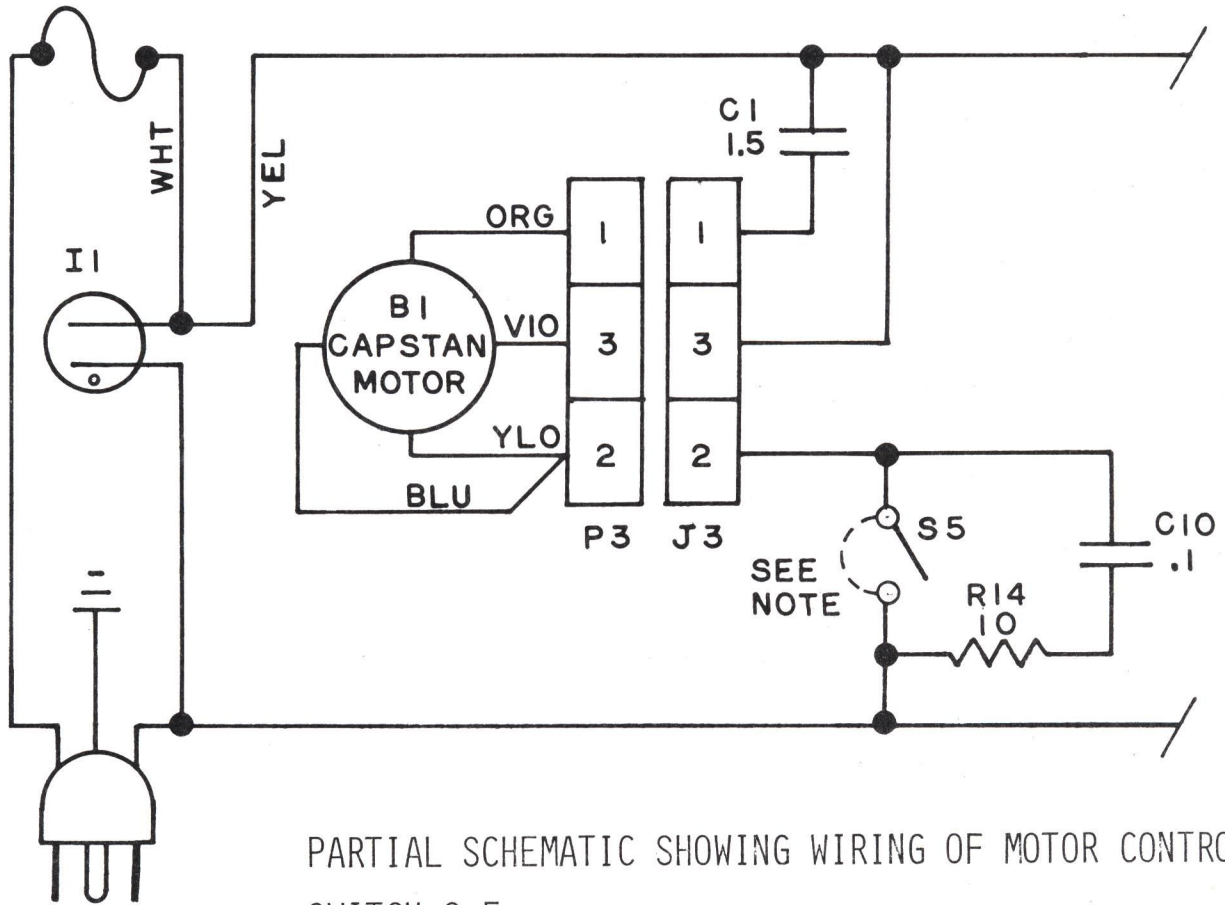 WHT
YEL
I1
C1
1.5
ORG
B1
CAPSTAN
MOTOR
VIO
YLO
BLU
1
3
2
P3
1
3
2
J3
S5
SEE
NOTE
C10
.1
R14
10
PARTIAL SCHEMATIC SHOWING WIRING OF MOTOR